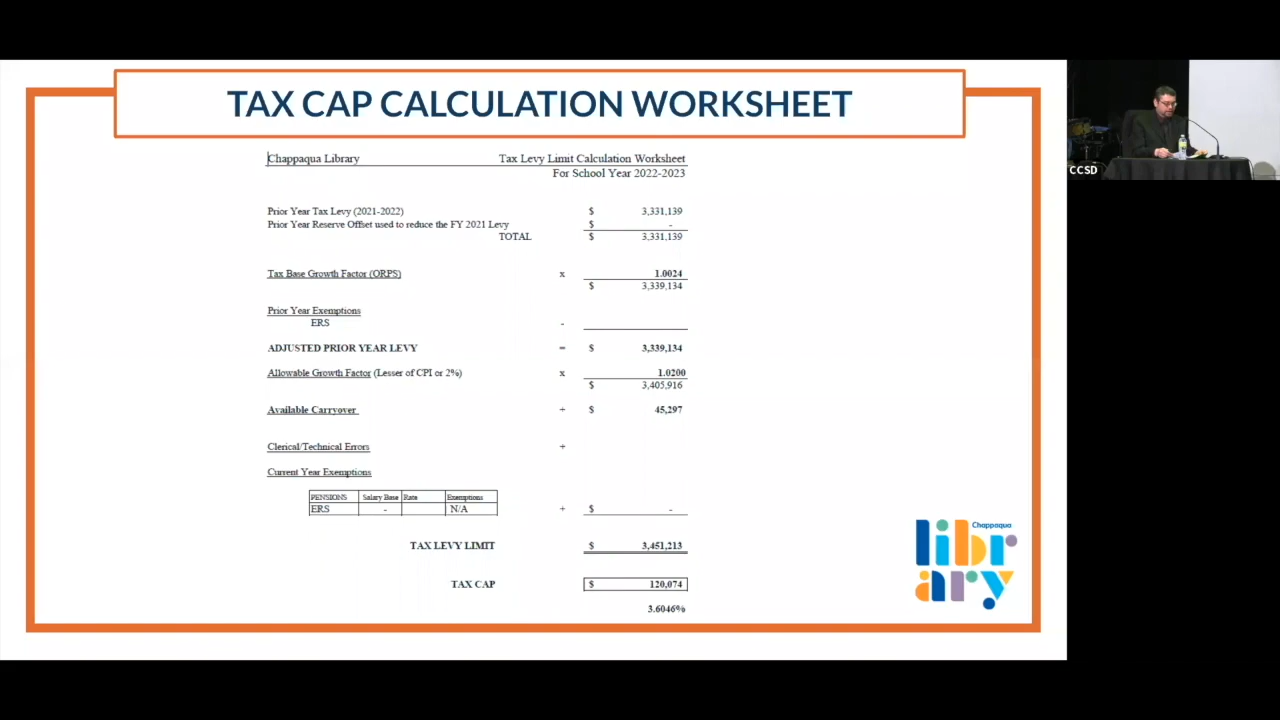 TAX CAP CALCULATION WORKSHEET
CCSD
Chappaqua Library Tax Levy Limit Calculation Worksheet
For School Year 2022-2023
Prior Year Tax Levy (2021-2022) $ 3,331,139
Prior Year Reserve Offset used to reduce the FY 2021 Levy $ -
TOTAL $ 3,331,139
Tax Base Growth Factor (ORPS) x 1.0024
$ 3,339,134
Prior Year Exemptions
ERS -
ADJUSTED PRIOR YEAR LEVY = $ 3,339,134
Allowable Growth Factor (Lesser of CPI or 2%) x 1.0200
$ 3,405,916
Available Carryover + $ 45,297
Clerical/Technical Errors +
Current Year Exemptions
PENSIONS Salary Base Rate Exemptions
ERS - N/A + $ -
TAX LEVY LIMIT $ 3,451,213
TAX CAP $ 120,074
3.6046%
Chappaqua
libr
ary